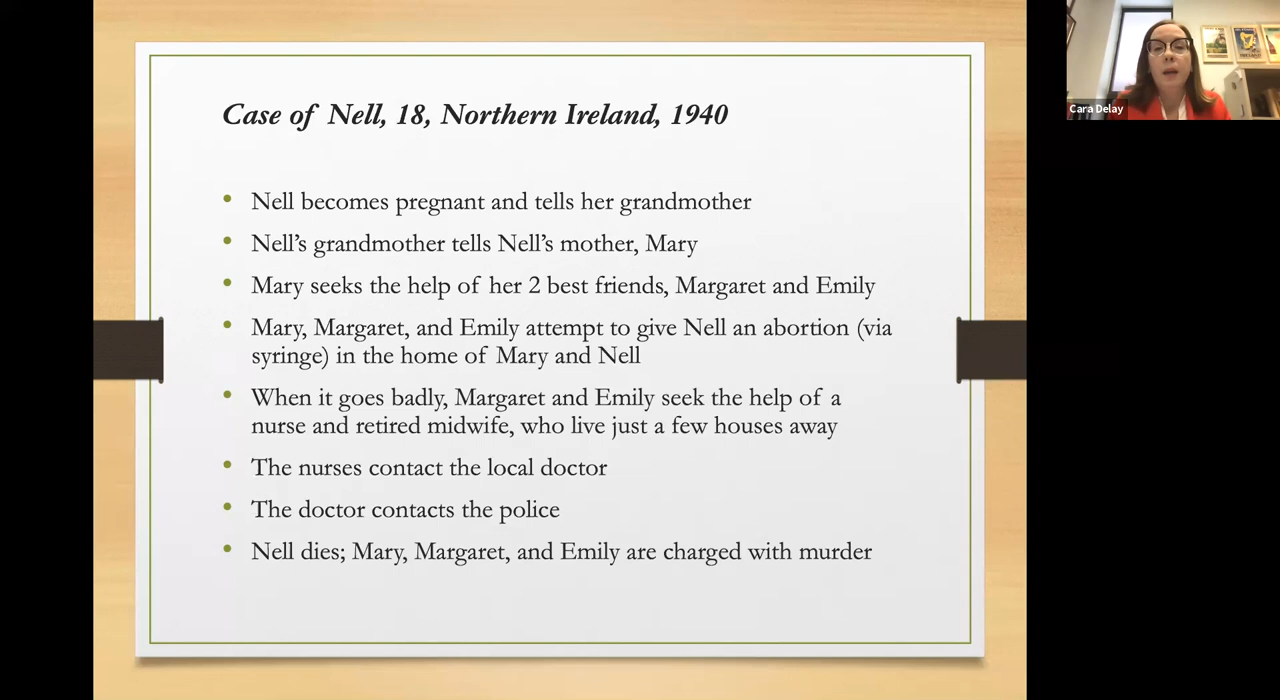 Case of Nell, 18, Northern Ireland, 1940
• Nell becomes pregnant and tells her grandmother
• Nell’s grandmother tells Nell’s mother, Mary
• Mary seeks the help of her 2 best friends, Margaret and Emily
• Mary, Margaret, and Emily attempt to give Nell an abortion (via
syringe) in the home of Mary and Nell
• When it goes badly, Margaret and Emily seek the help of a
nurse and retired midwife, who live just a few houses away
• The nurses contact the local doctor
• The doctor contacts the police
• Nell dies; Mary, Margaret, and Emily are charged with murder
Cara Delay